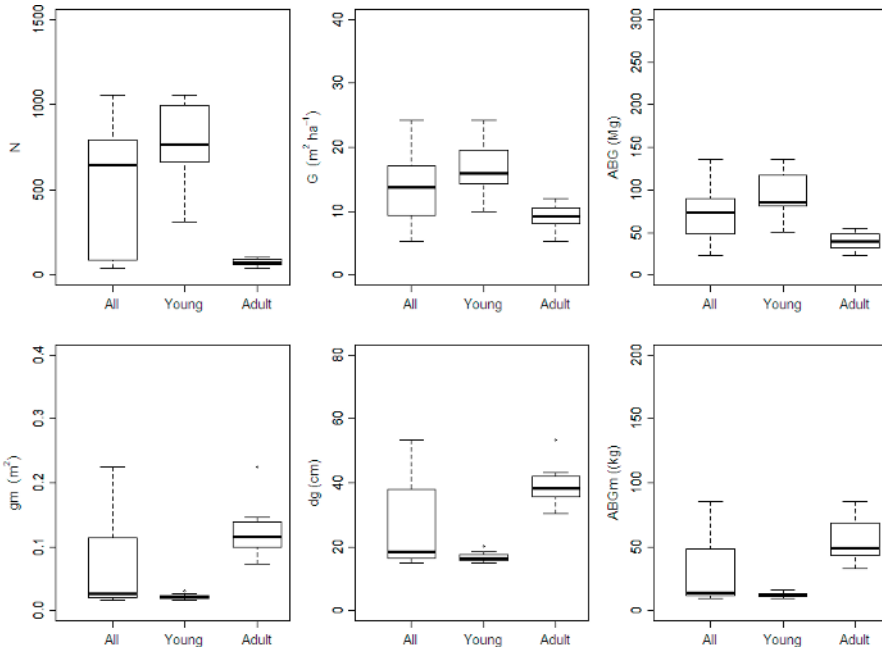 N
1500
1000
500
0
All Young Adult
G (m² ha⁻¹)
40
30
20
10
0
All Young Adult
ABG (Mg)
300
250
200
150
100
50
0
All Young Adult
gm (m²)
0.4
0.3
0.2
0.1
0.0
All Young Adult
dg (cm)
80
60
40
20
0
All Young Adult
ABGm ((kg)
200
150
100
50
0
All Young Adult